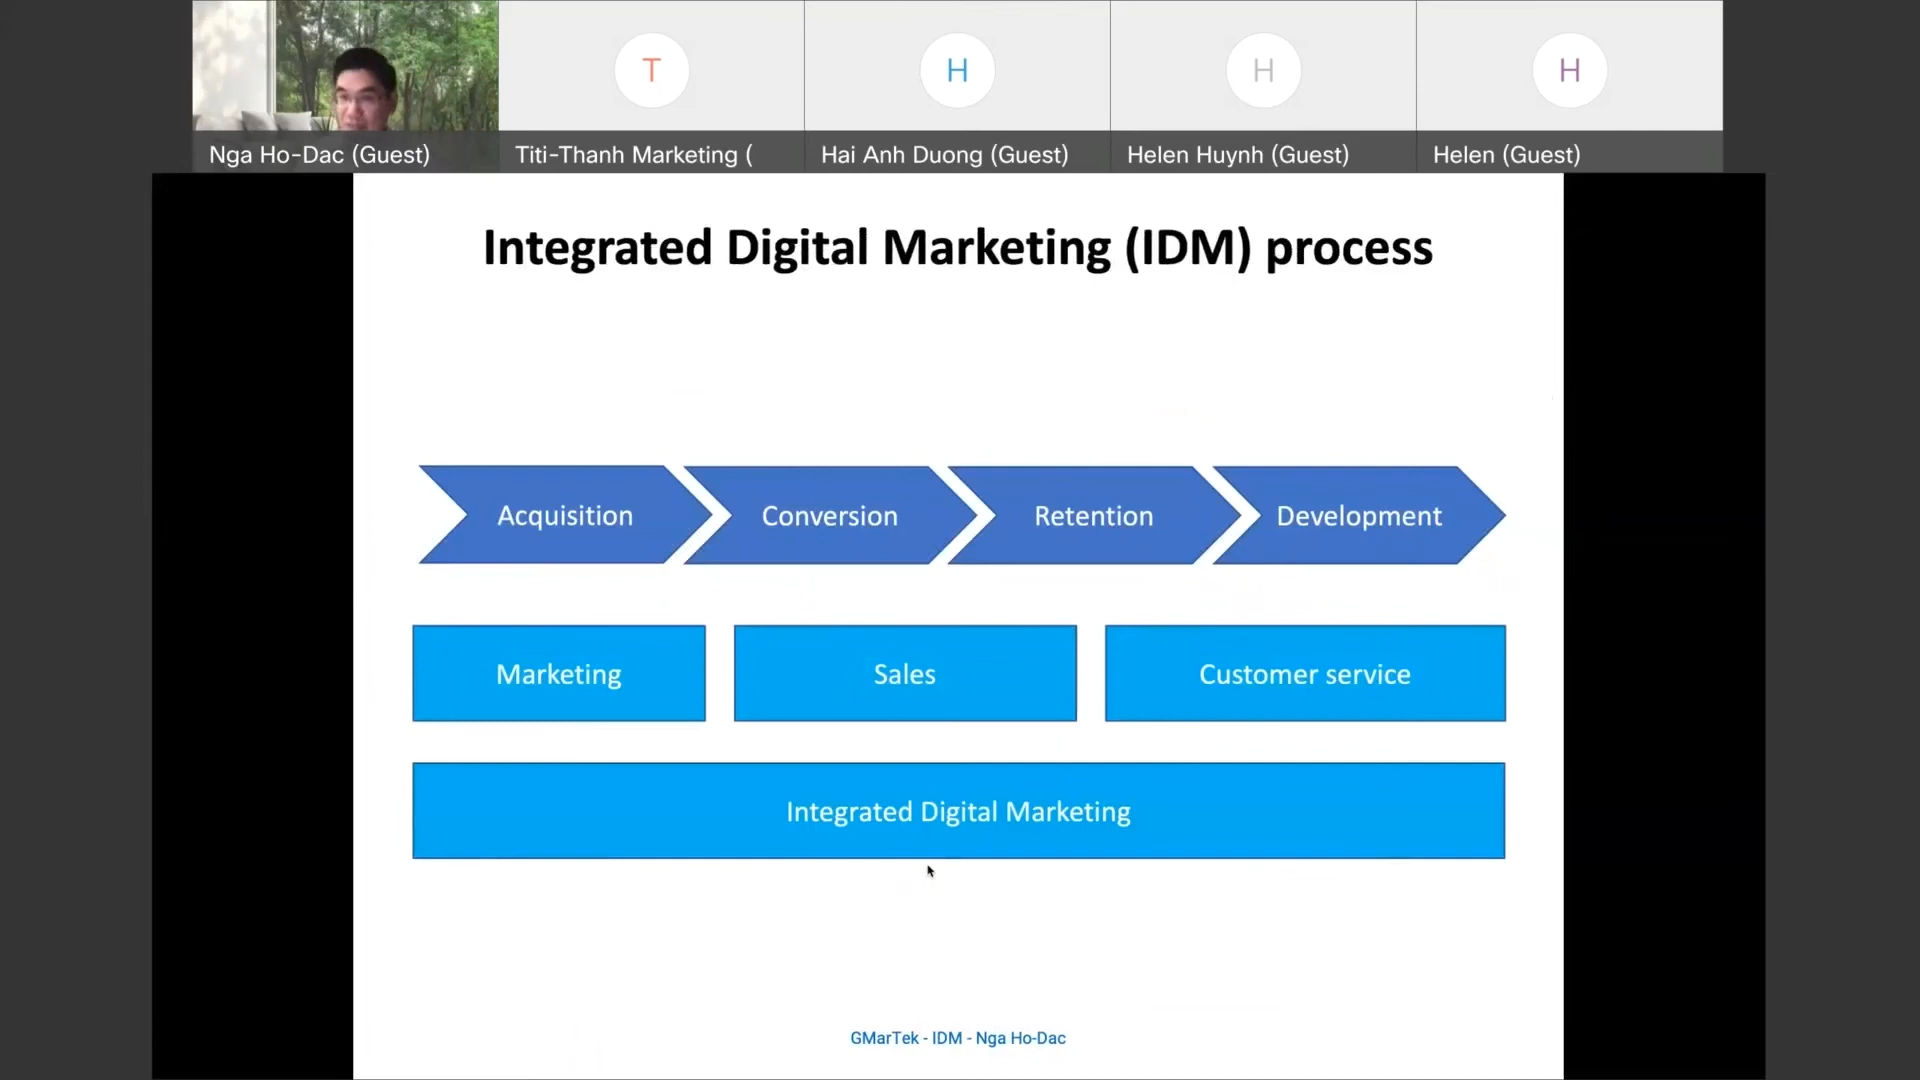 T
H
H
H
Nga Ho-Dac (Guest)
Titi-Thanh Marketing (
Hai Anh Duong (Guest)
Helen Huynh (Guest)
Helen (Guest)
Integrated Digital Marketing (IDM) process
Acquisition
Conversion
Retention
Development
Marketing
Sales
Customer service
Integrated Digital Marketing
GMarTek - IDM - Nga Ho-Dac